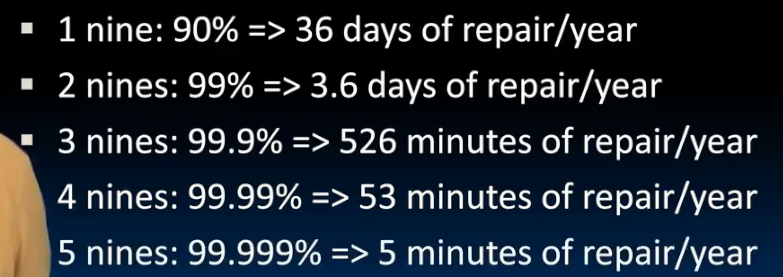 ▪ 1 nine: 90% => 36 days of repair/year
▪ 2 nines: 99% => 3.6 days of repair/year
▪ 3 nines: 99.9% => 526 minutes of repair/year
4 nines: 99.99% => 53 minutes of repair/year
5 nines: 99.999% => 5 minutes of repair/year